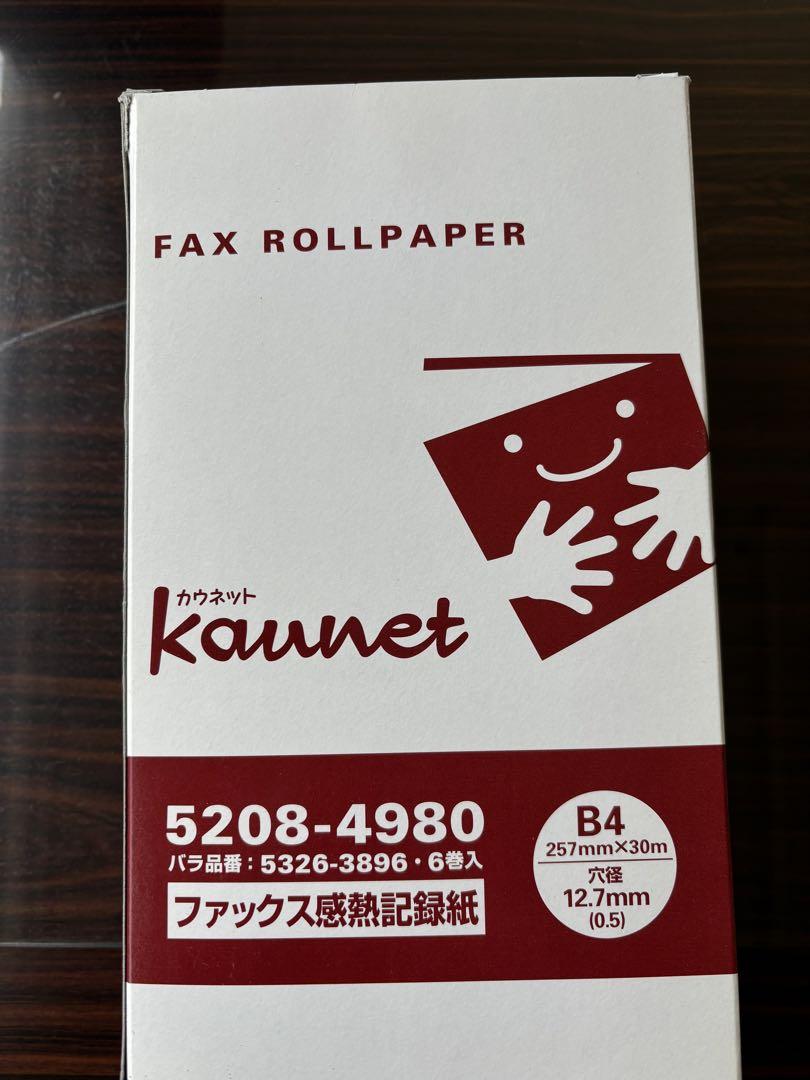 FAX ROLLPAPER
カウネット
kaunet
5208-4980
バラ品番：5326-3896・6巻入
ファックス感熱記録紙
B4
257mm×30m
穴径
12.7mm
(0.5)